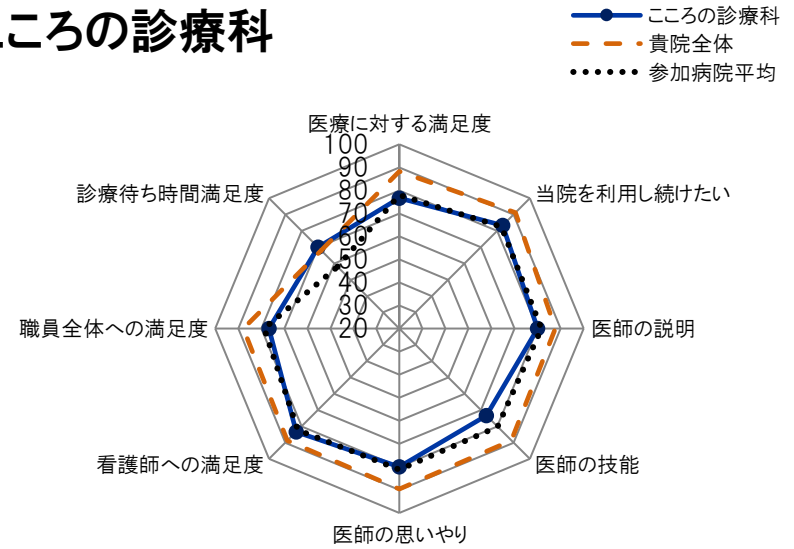 ころの診療科
こころの診療科
貴院全体
参加病院平均
医療に対する満足度
100
90
80
70
60
50
40
30
20
診療待ち時間満足度
当院を利用し続けたい
職員全体への満足度
医師の説明
看護師への満足度
医師の技能
医師の思いやり